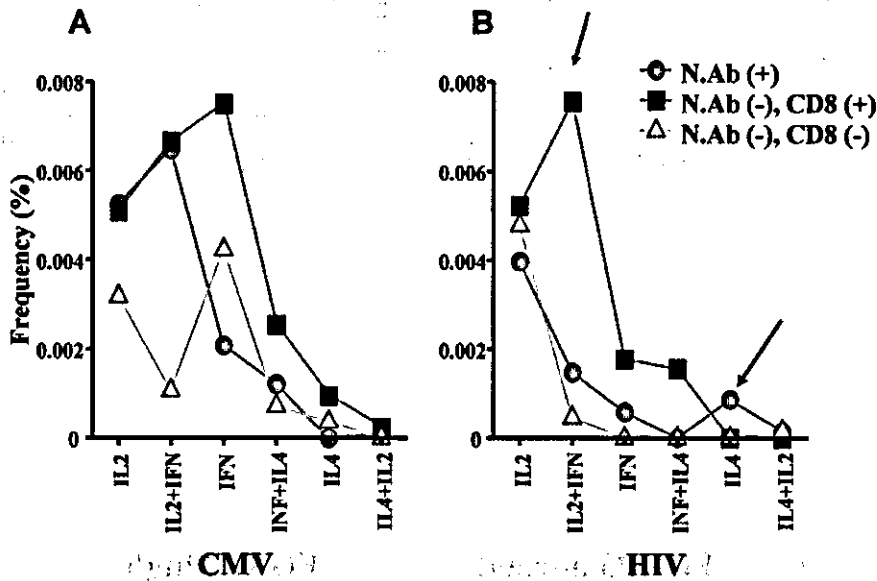 A
B
N.Ab (+)
N.Ab (-), CD8 (+)
N.Ab (-), CD8 (-)
Frequency (%)
0.008
0.006
0.004
0.002
0
IL2
IL2+IFN
IFN
INF+IL4
IL4
IL4+IL2
CMV
0.008
0.006
0.004
0.002
0
IL2
IL2+IFN
IFN
INF+IL4
IL4
IL4+IL2
HIV